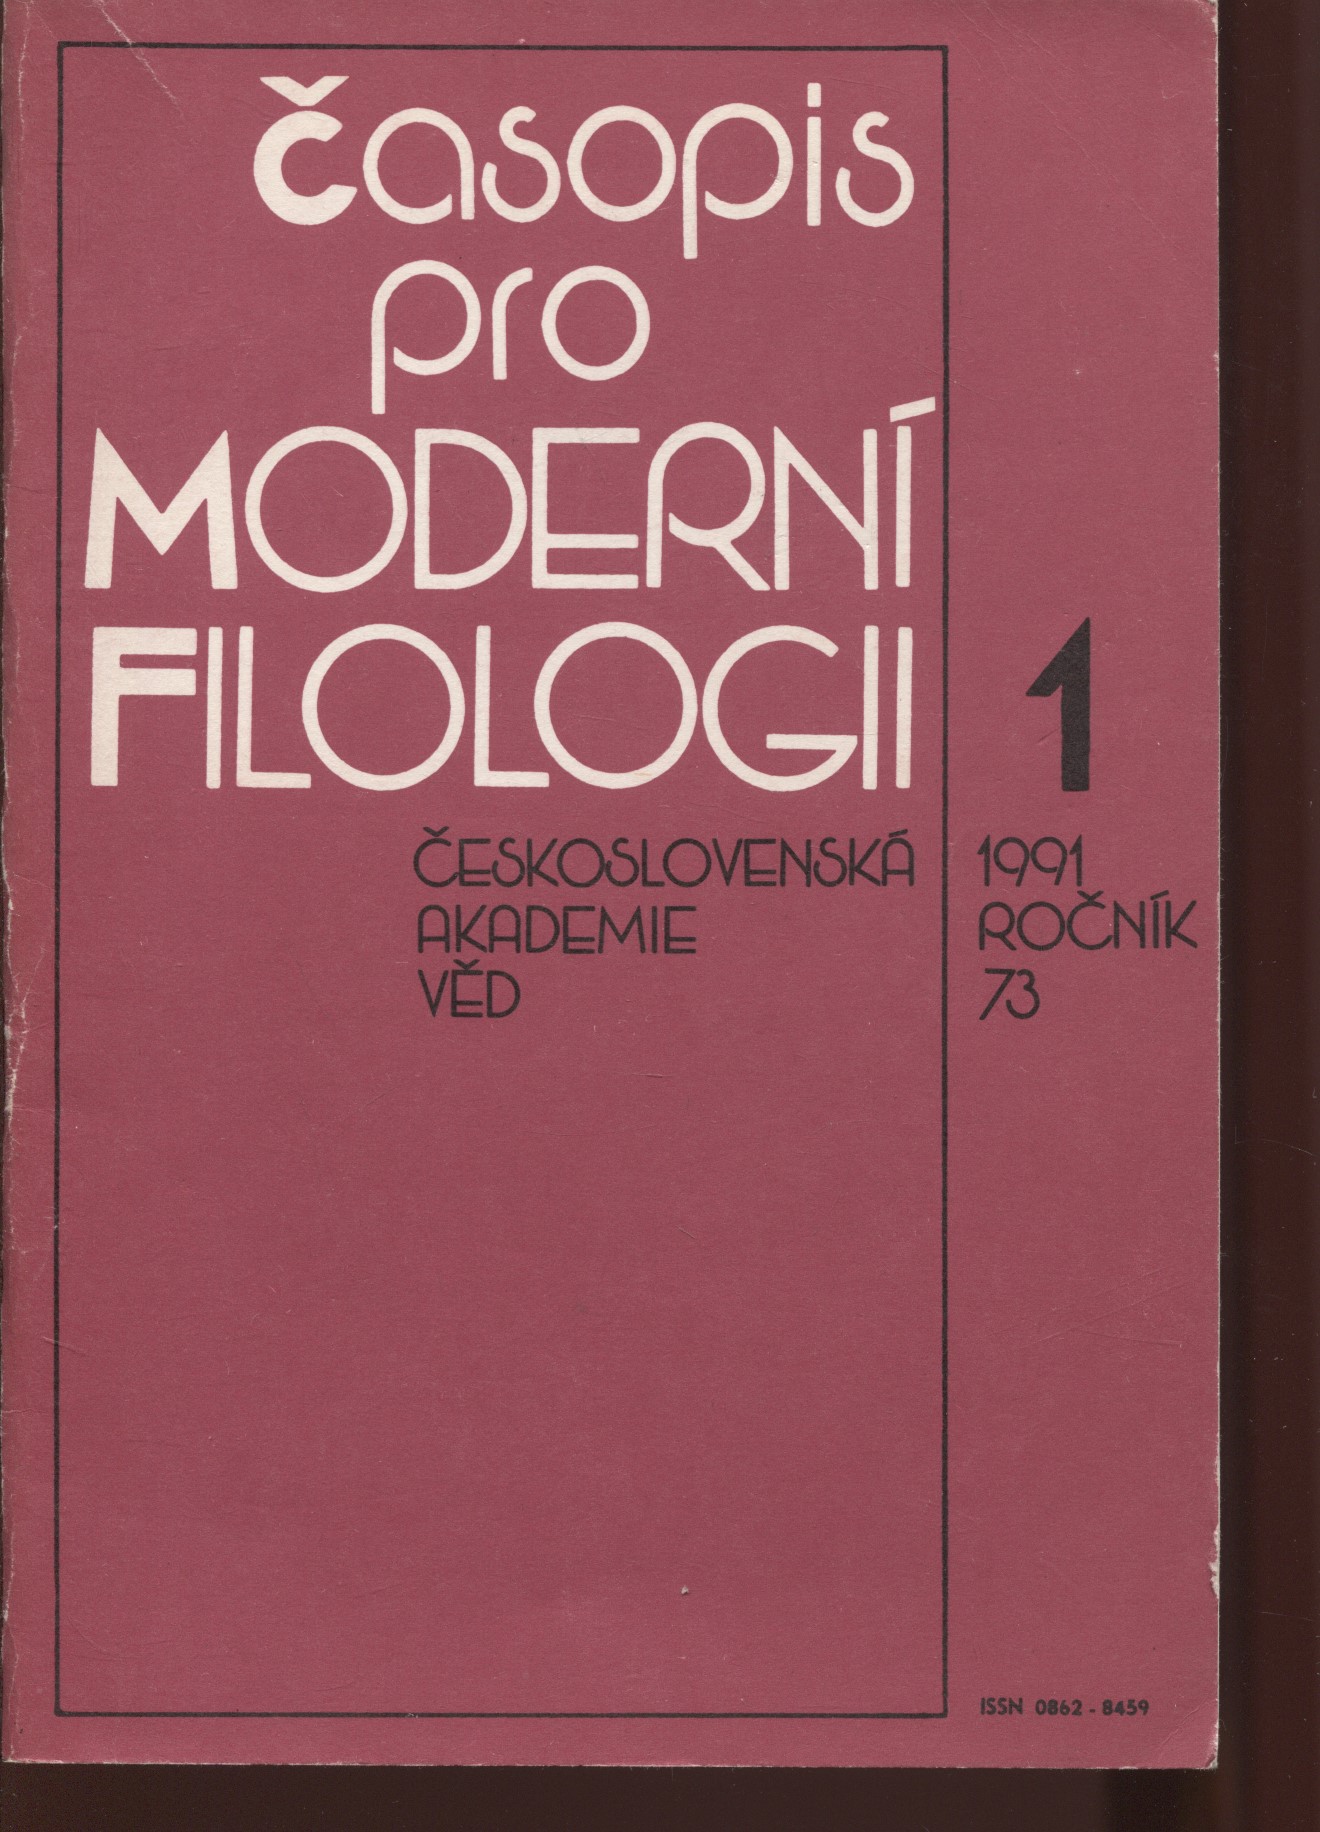 časopis
pro
MODERNÍ
FILOLOGII
1
ČESKOSLOVENSKÁ
AKADEMIE
VĚD
1991
ROČNÍK
73
ISSN 0862 - 8459